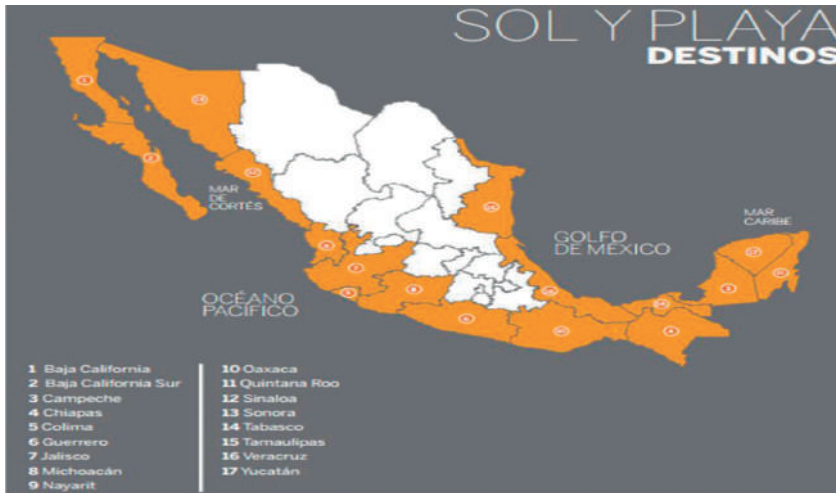 SOL Y PLAYA
DESTINOS
MAR
DE
CORTÉS
GOLFO
DE MÉXICO
MAR
CARIBE
OCÉANO
PACÍFICO
1 Baja California
2 Baja California Sur
3 Campeche
4 Chiapas
5 Colima
6 Guerrero
7 Jalisco
8 Michoacán
9 Nayarit
10 Oaxaca
11 Quintana Roo
12 Sinaloa
13 Sonora
14 Tabasco
15 Tamaulipas
16 Veracruz
17 Yucatán